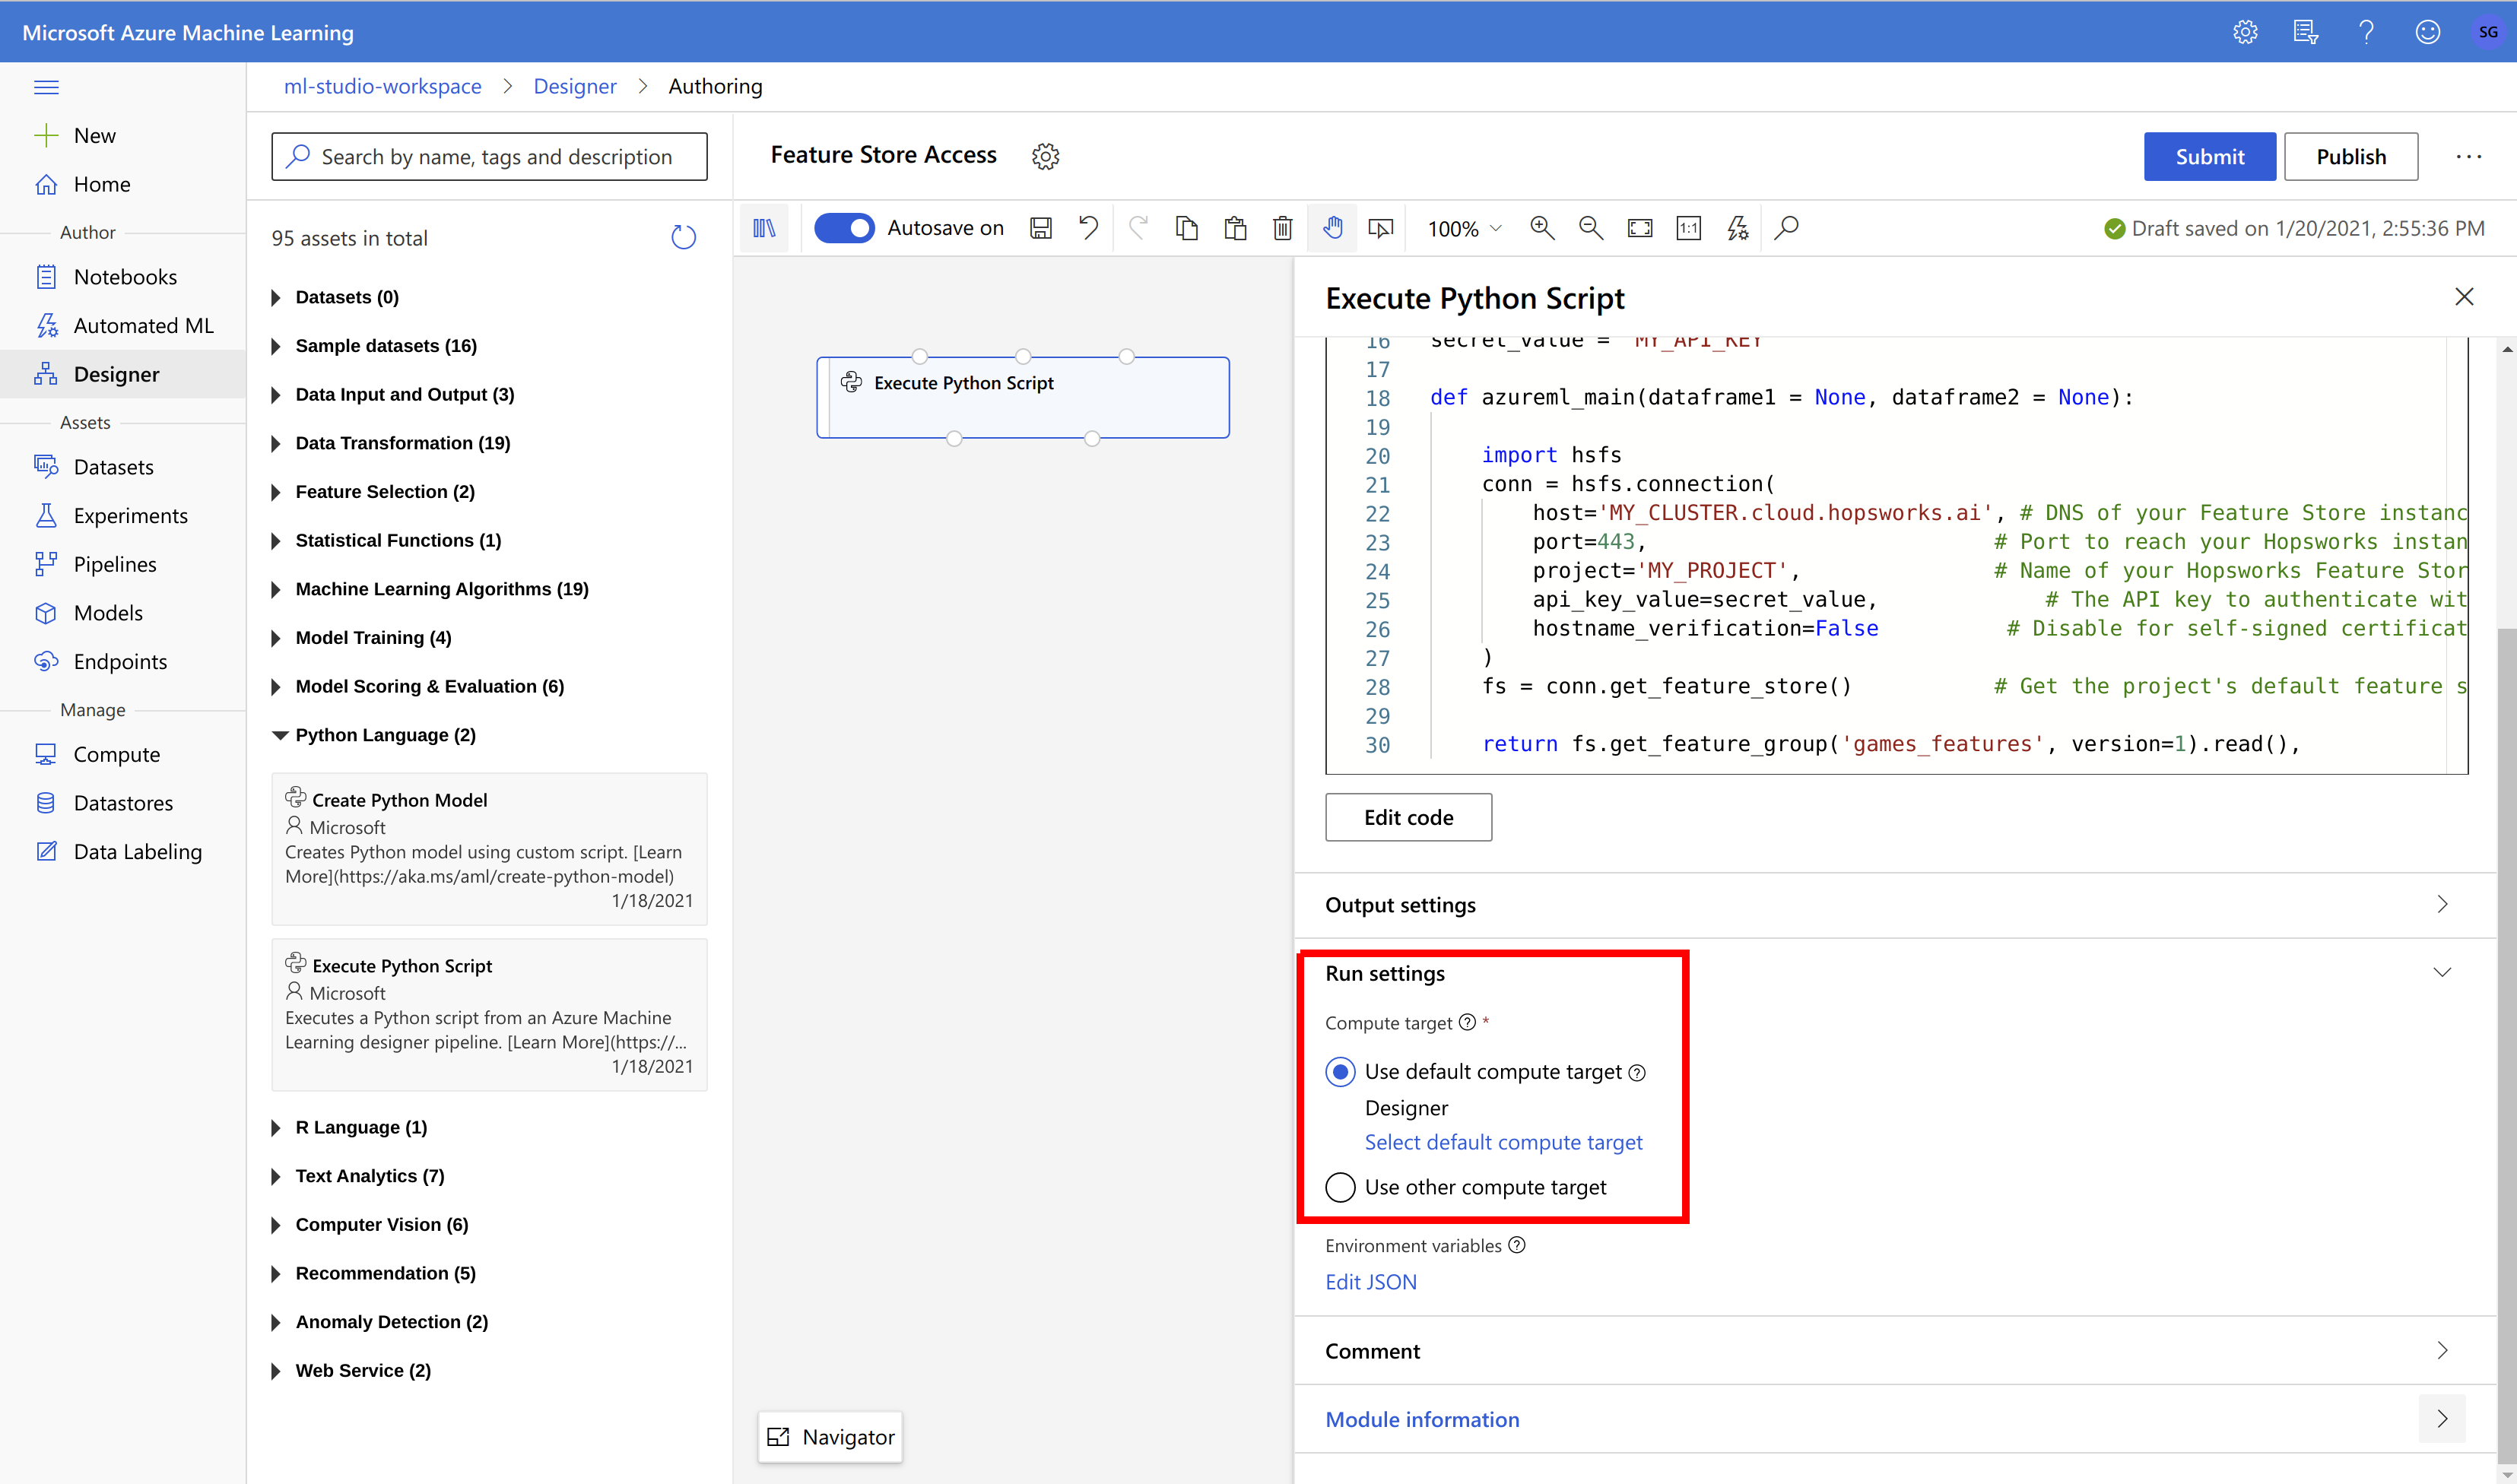 Microsoft Azure Machine Learning
SG
ml-studio-workspace > Designer > Authoring
New
Home
Author
Notebooks
Automated ML
Designer
Assets
Datasets
Experiments
Pipelines
Models
Endpoints
Manage
Compute
Datastores
Data Labeling
Search by name, tags and description
95 assets in total
Datasets (0)
Sample datasets (16)
Data Input and Output (3)
Data Transformation (19)
Feature Selection (2)
Statistical Functions (1)
Machine Learning Algorithms (19)
Model Training (4)
Model Scoring & Evaluation (6)
Python Language (2)
Create Python Model
Microsoft
Creates Python model using custom script. [Learn
More](https://aka.ms/aml/create-python-model)
1/18/2021
Execute Python Script
Microsoft
Executes a Python script from an Azure Machine
Learning designer pipeline. [Learn More](https://...
1/18/2021
R Language (1)
Text Analytics (7)
Computer Vision (6)
Recommendation (5)
Anomaly Detection (2)
Web Service (2)
Feature Store Access
Submit
Publish
...
Autosave on
100%
1:1
Draft saved on 1/20/2021, 2:55:36 PM
Execute Python Script
Navigator
Execute Python Script
16 secret_value = 'MY_API_KEY'
17
18 def azureml_main(dataframe1 = None, dataframe2 = None):
19
20 import hsfs
21 conn = hsfs.connection(
22 host='MY_CLUSTER.cloud.hopsworks.ai', # DNS of your Feature Store instanc
23 port=443, # Port to reach your Hopsworks instan
24 project='MY_PROJECT', # Name of your Hopsworks Feature Stor
25 api_key_value=secret_value, # The API key to authenticate wit
26 hostname_verification=False # Disable for self-signed certificat
27 )
28 fs = conn.get_feature_store() # Get the project's default feature s
29
30 return fs.get_feature_group('games_features', version=1).read(),
Edit code
Output settings
Run settings
Compute target ? *
Use default compute target ?
Designer
Select default compute target
Use other compute target
Environment variables ?
Edit JSON
Comment
Module information